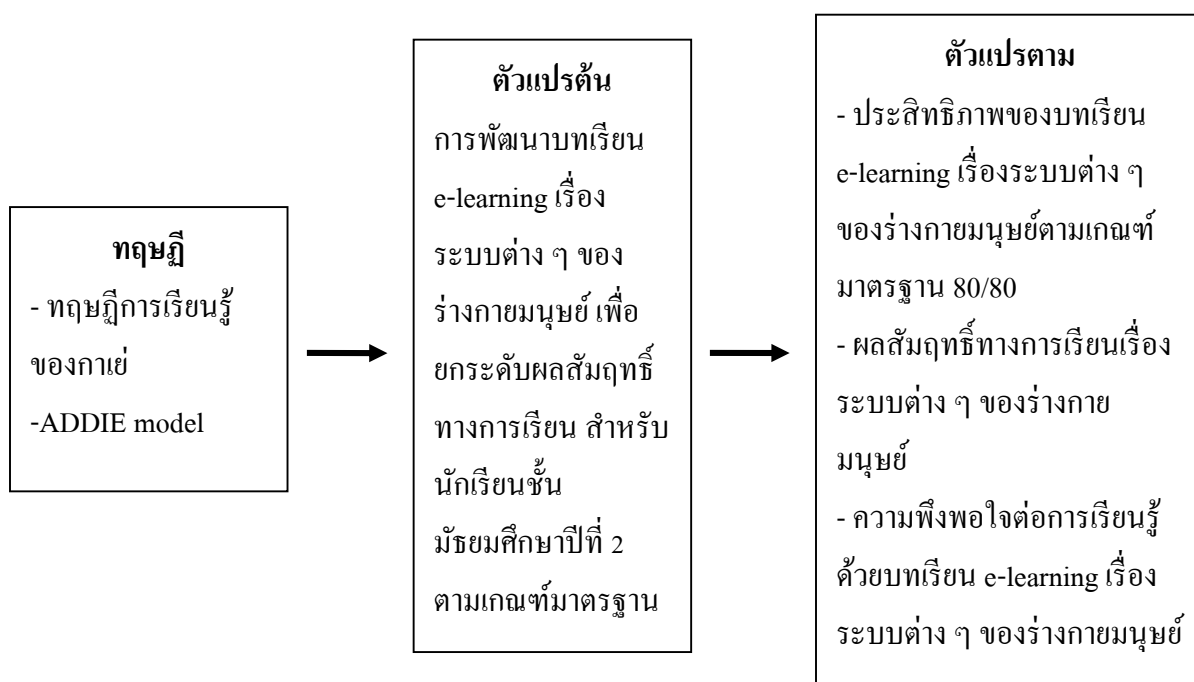 ทฤษฏี
- ทฤษฏีการเรียนรู้
ของกาเย่
-ADDIE model
ตัวแปรต้น
การพัฒนาบทเรียน
e-learning เรื่อง
ระบบต่าง ๆ ของ
ร่างกายมนุษย์ เพื่อ
ยกระดับผลสัมฤทธิ์
ทางการเรียน สำหรับ
นักเรียนชั้น
มัธยมศึกษาปีที่ 2
ตามเกณฑ์มาตรฐาน
ตัวแปรตาม
- ประสิทธิภาพของบทเรียน
e-learning เรื่องระบบต่าง ๆ
ของร่างกายมนุษย์ตามเกณฑ์
มาตรฐาน 80/80
- ผลสัมฤทธิ์ทางการเรียนเรื่อง
ระบบต่าง ๆ ของร่างกาย
มนุษย์
- ความพึงพอใจต่อการเรียนรู้
ด้วยบทเรียน e-learning เรื่อง
ระบบต่าง ๆ ของร่างกายมนุษย์